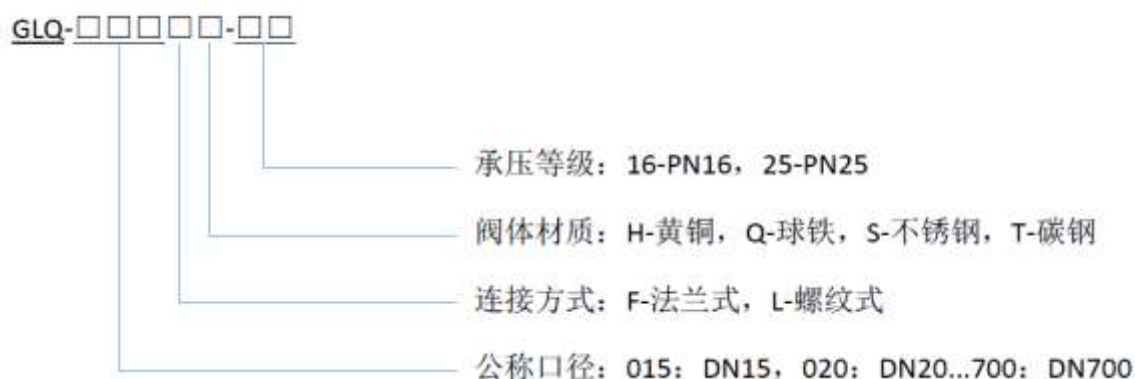 GLQ-□□□□□-□□
承压等级：16-PN16，25-PN25
阀体材质：H-黄铜，Q-球铁，S-不锈钢，T-碳钢
连接方式：F-法兰式，L-螺纹式
公称口径：015：DN15，020：DN20...700：DN700